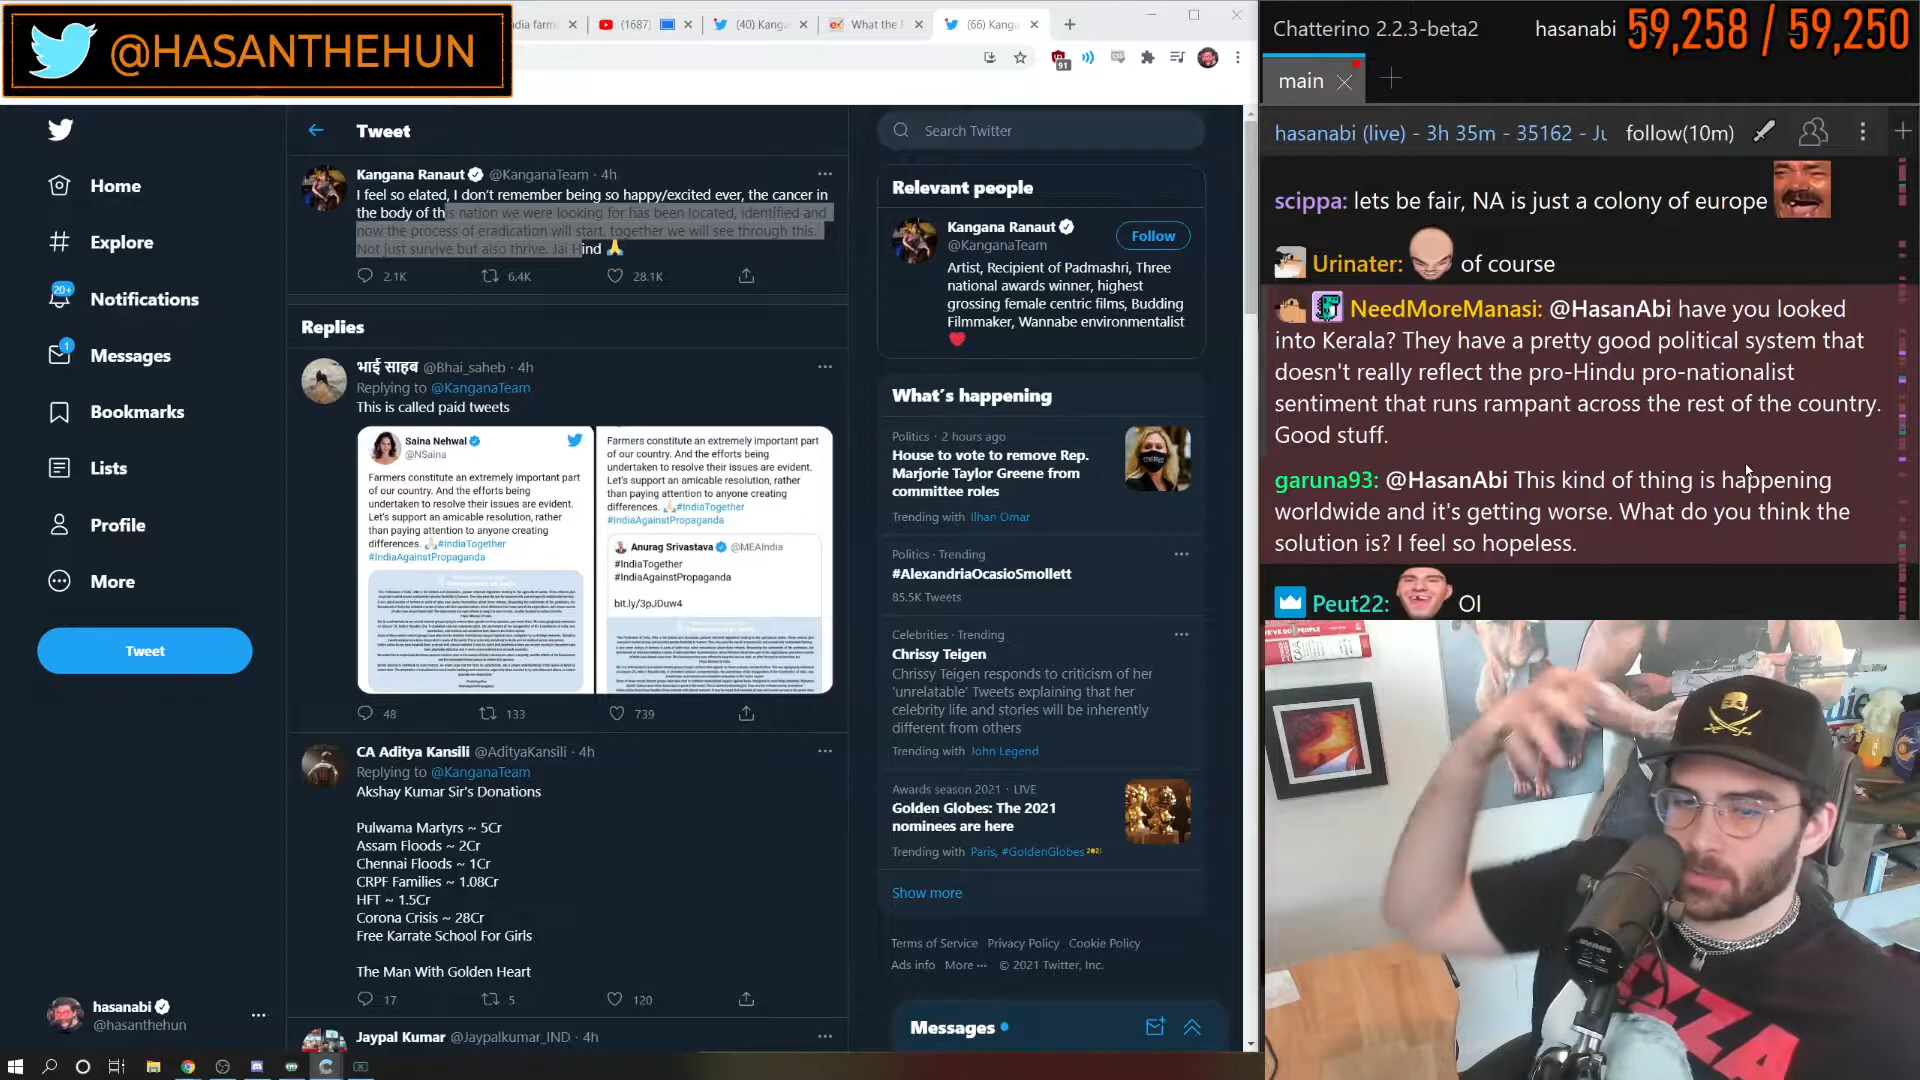 @HASANTHEHUN
dia farm
(1687)
(40) Kanga
What the F
(66) Kanga
91
Tweet
Search Twitter
Home
Explore
20+
Notifications
1
Messages
Bookmarks
Lists
Profile
More
Tweet
hasanabi
@hasanthehun
Kangana Ranaut @KanganaTeam · 4h
I feel so elated, I don't remember being so happy/excited ever, the cancer in
the body of this nation we were looking for has been located, identified and
now the process of eradication will start, together we will see through this.
Not just survive but also thrive. Jai Hind 🙏
2.1K 6.4K 28.1K
Replies
भाई साहब @Bhai_saheb · 4h
Replying to @KanganaTeam
This is called paid tweets
Saina Nehwal
@NSaina
Farmers constitute an extremely important part
of our country. And the efforts being
undertaken to resolve their issues are evident.
Let's support an amicable resolution, rather
than paying attention to anyone creating
differences. 🙏🏻#IndiaTogether
#IndiaAgainstPropaganda
Farmers constitute an extremely important part
of our country. And the efforts being
undertaken to resolve their issues are evident.
Let's support an amicable resolution, rather
than paying attention to anyone creating
differences. 🙏🏻#IndiaTogether
#IndiaAgainstPropaganda
Anurag Srivastava @MEAIndia
#IndiaTogether
#IndiaAgainstPropaganda
bit.ly/3pJDuw4
48 133 739
CA Aditya Kansili @AdityaKansili · 4h
Replying to @KanganaTeam
Akshay Kumar Sir's Donations
Pulwama Martyrs ~ 5Cr
Assam Floods ~ 2Cr
Chennai Floods ~ 1Cr
CRPF Families ~ 1.08Cr
HFT ~ 1.5Cr
Corona Crisis ~ 28Cr
Free Karrate School For Girls
The Man With Golden Heart
17 5 120
Jaypal Kumar @Jaypalkumar_IND · 4h
Relevant people
Kangana Ranaut
@KanganaTeam
Follow
Artist, Recipient of Padmashri, Three
national awards winner, highest
grossing female centric films, Budding
Filmmaker, Wannabe environmentalist
❤️
What's happening
Politics · 2 hours ago
House to vote to remove Rep.
Marjorie Taylor Greene from
committee roles
Trending with Ilhan Omar
Politics · Trending
#AlexandriaOcasioSmollett
85.5K Tweets
Celebrities · Trending
Chrissy Teigen
Chrissy Teigen responds to criticism of her
'unrelatable' Tweets explaining that her
celebrity life and stories will be inherently
different from others
Trending with John Legend
Awards season 2021 · LIVE
Golden Globes: The 2021
nominees are here
Trending with Paris, #GoldenGlobes
Show more
Terms of Service Privacy Policy Cookie Policy
Ads info More ··· © 2021 Twitter, Inc.
Messages
Chatterino 2.2.3-beta2
hasanabi
59,258 / 59,250
main
hasanabi (live) - 3h 35m - 35162 - Ju
follow(10m)
scippa: lets be fair, NA is just a colony of europe
Urinater: of course
NeedMoreManasi: @HasanAbi have you looked
into Kerala? They have a pretty good political system that
doesn't really reflect the pro-Hindu pro-nationalist
sentiment that runs rampant across the rest of the country.
Good stuff.
garuna93: @HasanAbi This kind of thing is happening
worldwide and it's getting worse. What do you think the
solution is? I feel so hopeless.
Peut22: OI